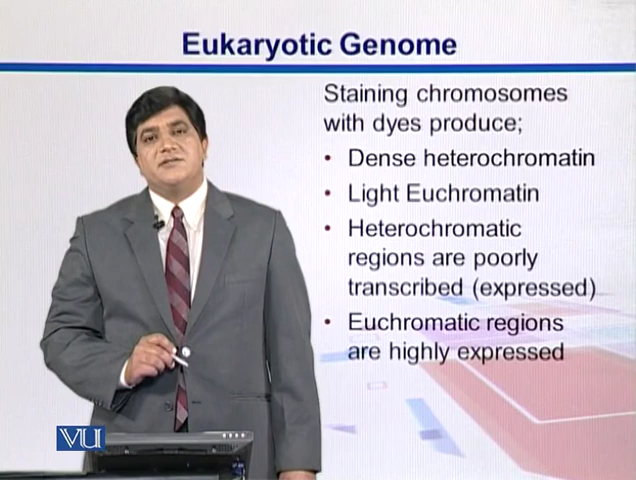 Eukaryotic Genome
Staining chromosomes
with dyes produce;
• Dense heterochromatin
• Light Euchromatin
• Heterochromatic
regions are poorly
transcribed (expressed)
• Euchromatic regions
are highly expressed
VU